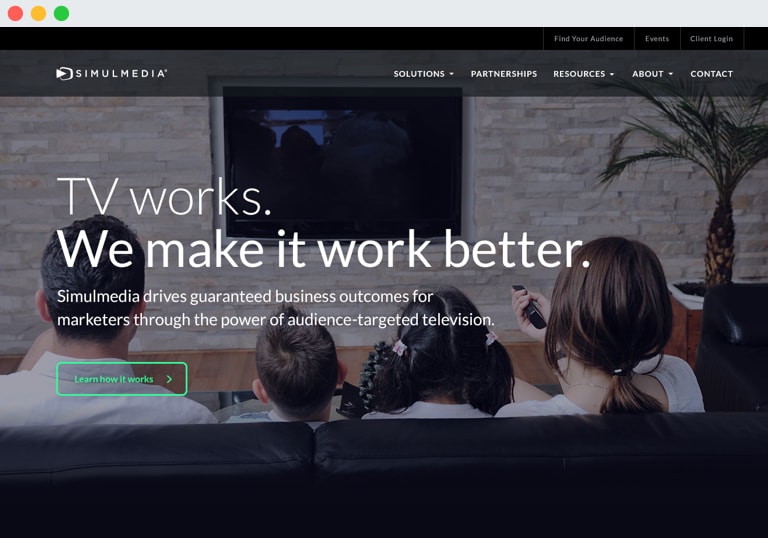 Find Your Audience Events Client Login
SIMULMEDIA®
SOLUTIONS PARTNERSHIPS RESOURCES ABOUT CONTACT
TV works.
We make it work better.
Simulmedia drives guaranteed business outcomes for
marketers through the power of audience-targeted television.
Learn how it works